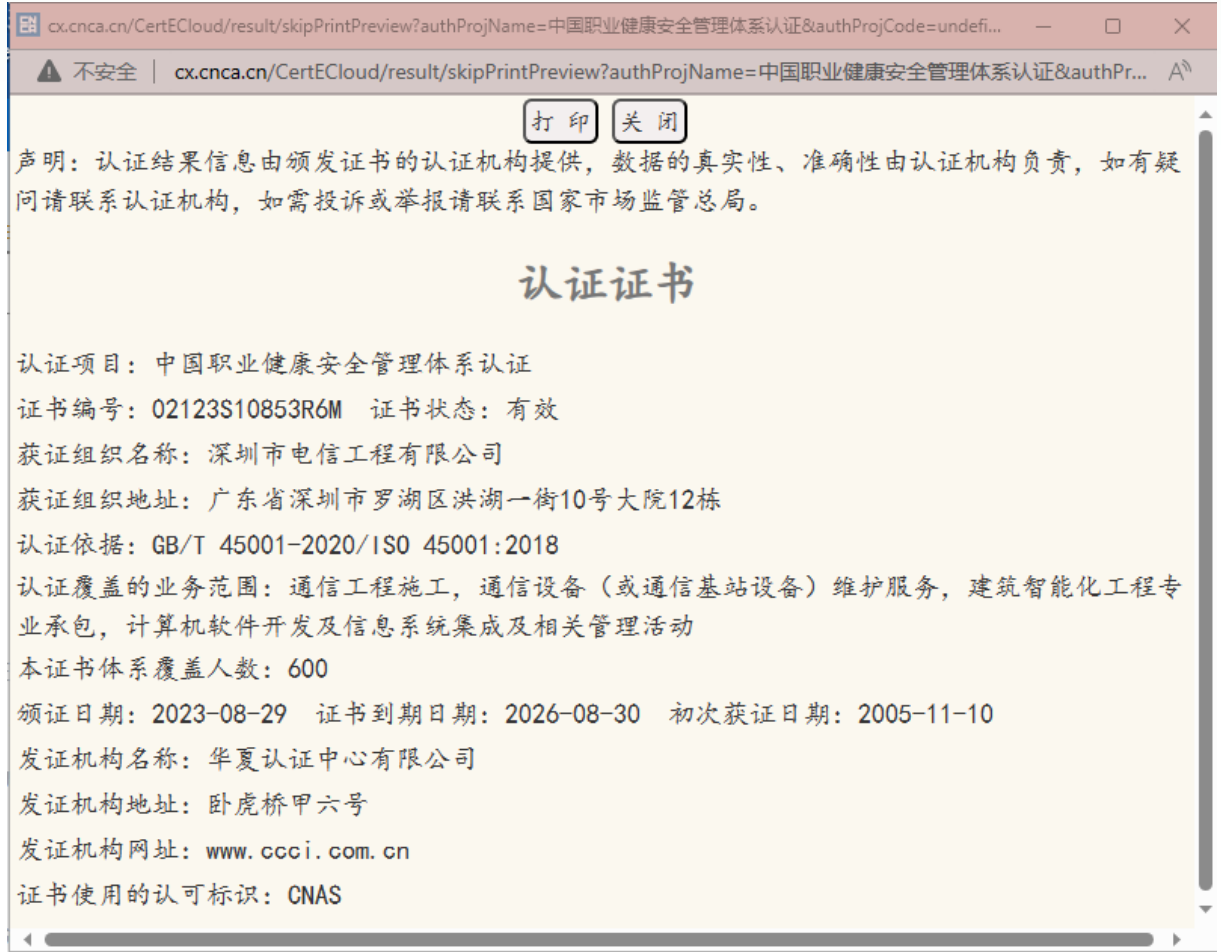 cx.cnca.cn/CertECloud/result/skipPrintPreview?authProjName=中国职业健康安全管理体系认证&authProjCode=undefi...
不安全 cx.cnca.cn/CertECloud/result/skipPrintPreview?authProjName=中国职业健康安全管理体系认证&authPr...
打 印 关 闭
声明：认证结果信息由颁发证书的认证机构提供，数据的真实性、准确性由认证机构负责，如有疑
问请联系认证机构，如需投诉或举报请联系国家市场监管总局。
认证证书
认证项目：中国职业健康安全管理体系认证
证书编号：02123S10853R6M 证书状态：有效
获证组织名称：深圳市电信工程有限公司
获证组织地址：广东省深圳市罗湖区洪湖一街10号大院12栋
认证依据：GB/T 45001-2020/ISO 45001:2018
认证覆盖的业务范围：通信工程施工，通信设备（或通信基站设备）维护服务，建筑智能化工程专
业承包，计算机软件开发及信息系统集成及相关管理活动
本证书体系覆盖人数：600
颁证日期：2023-08-29 证书到期日期：2026-08-30 初次获证日期：2005-11-10
发证机构名称：华夏认证中心有限公司
发证机构地址：卧虎桥甲六号
发证机构网址：www.ccci.com.cn
证书使用的认可标识：CNAS